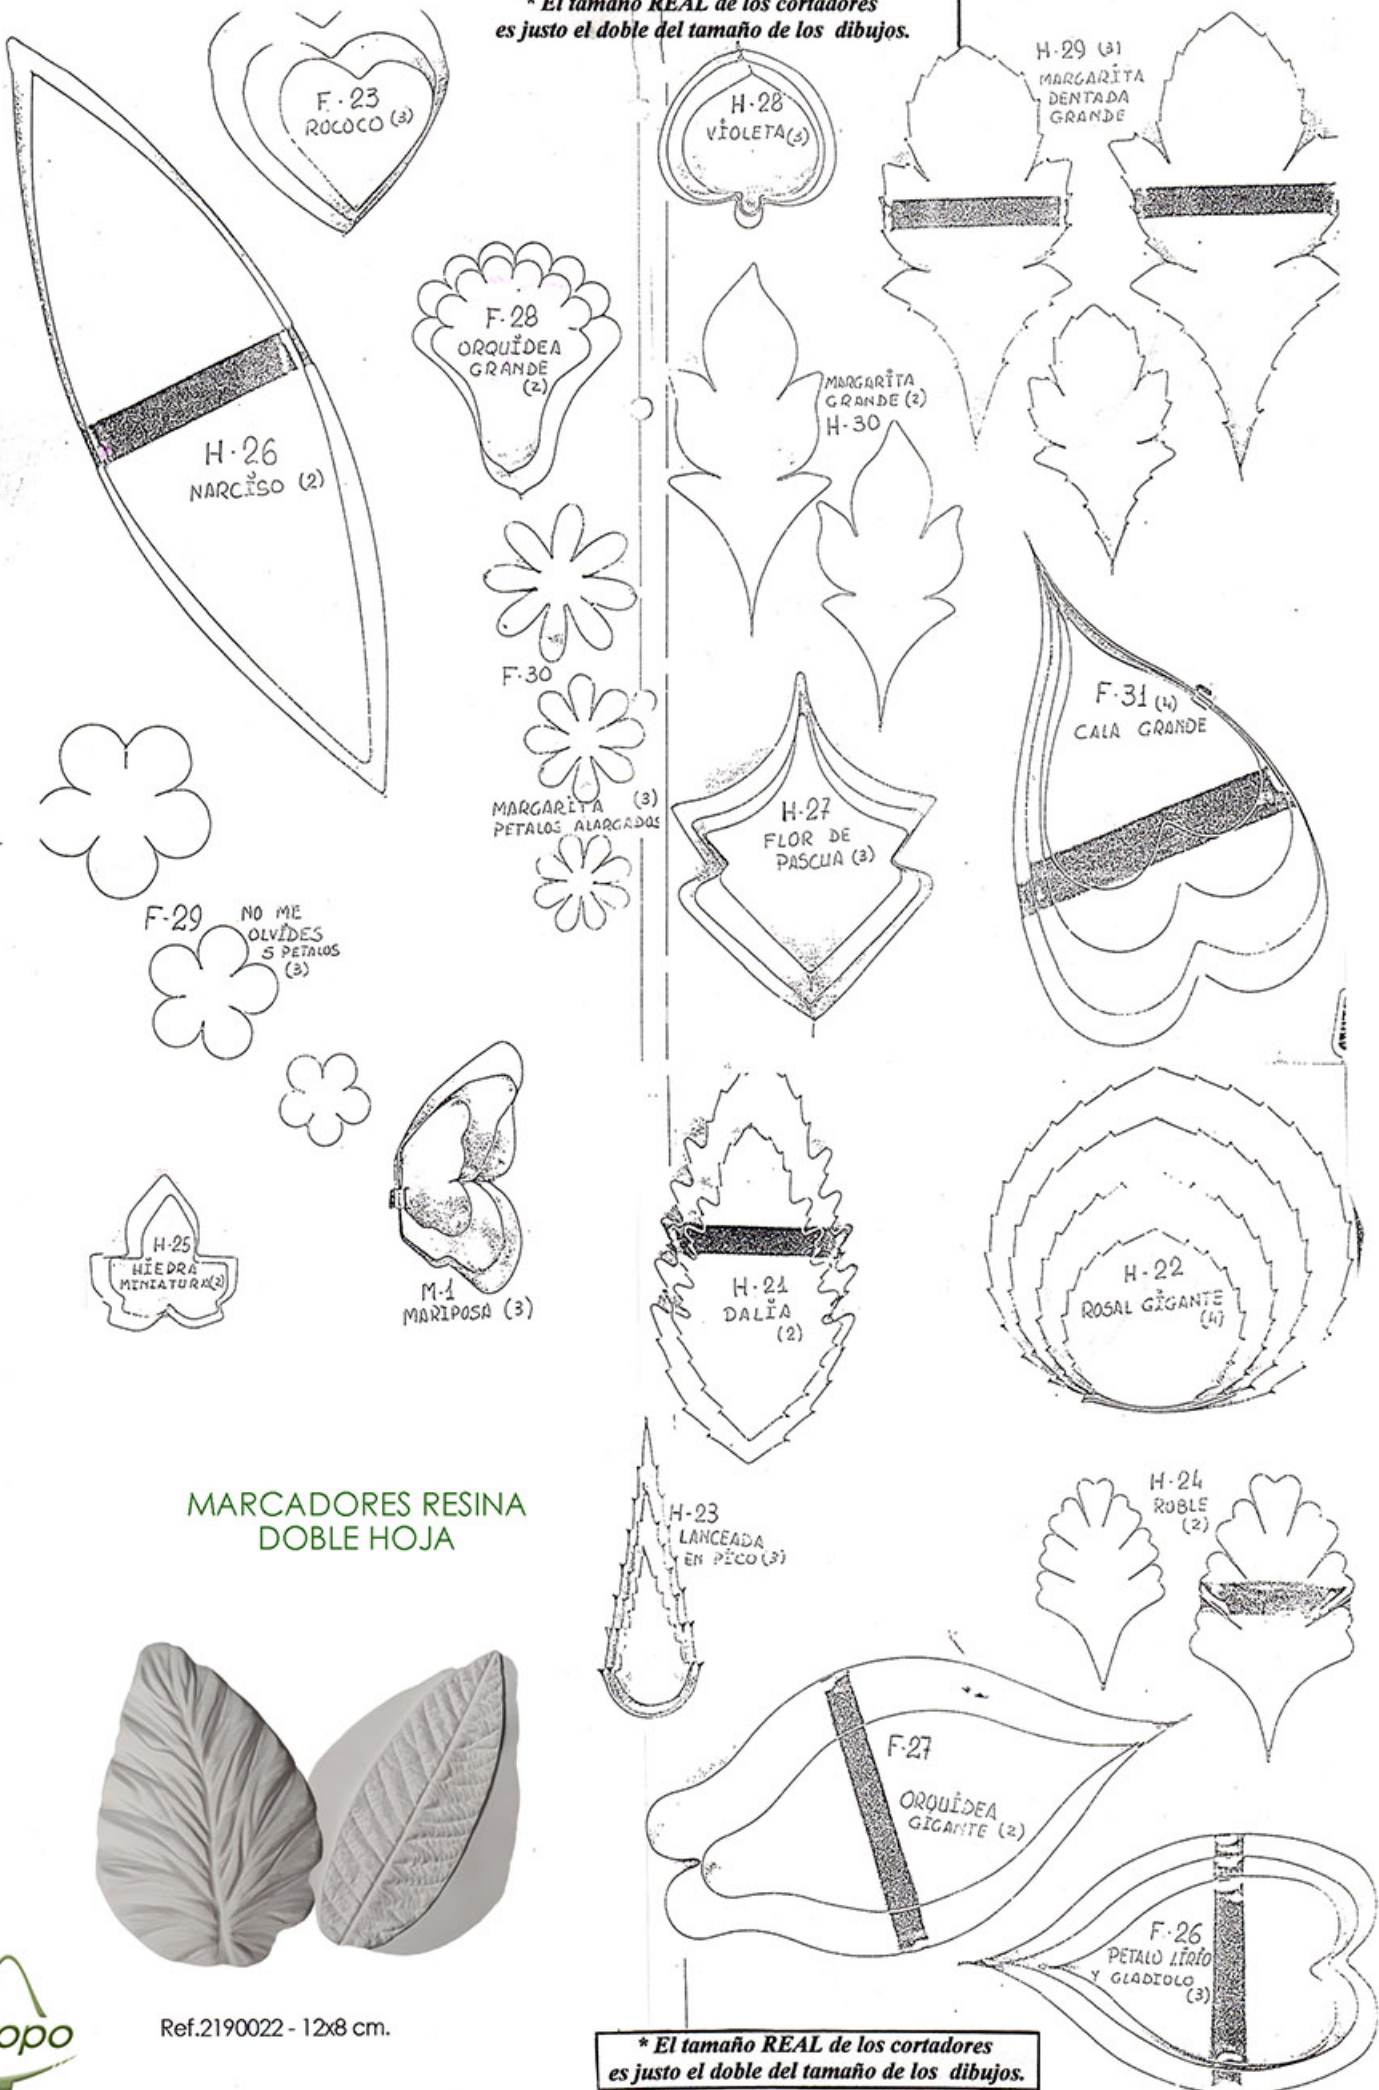 * El tamaño REAL de los cortadores
es justo el doble del tamaño de los dibujos.
F-23
ROCOCO (3)
H-28
VIOLETA (3)
H-29 (3)
MARGARITA
DENTADA
GRANDE
F-28
ORQUÍDEA
GRANDE
(2)
MARGARITA
GRANDE (2)
H-30
H-26
NARCISO (2)
F-30
MARGARITA (3)
PETALOS ALARGADOS
F-31 (4)
CALA GRANDE
H-27
FLOR DE
PASCUA (3)
F-29
NO ME
OLVIDES
5 PETALOS
(3)
H-25
HIEDRA
MINIATURA (2)
M-1
MARIPOSA (3)
H-21
DALIA
(2)
H-22
ROSAL GIGANTE
(4)
MARCADORES RESINA
DOBLE HOJA
H-23
LANCEADA
EN PICO (3)
H-24
ROBLE
(2)
F-27
ORQUÍDEA
GIGANTE (2)
F-26
PETALO LIRIO
Y GLADIOLO
(3)
opo
Ref.2190022 - 12x8 cm.
* El tamaño REAL de los cortadores
es justo el doble del tamaño de los dibujos.